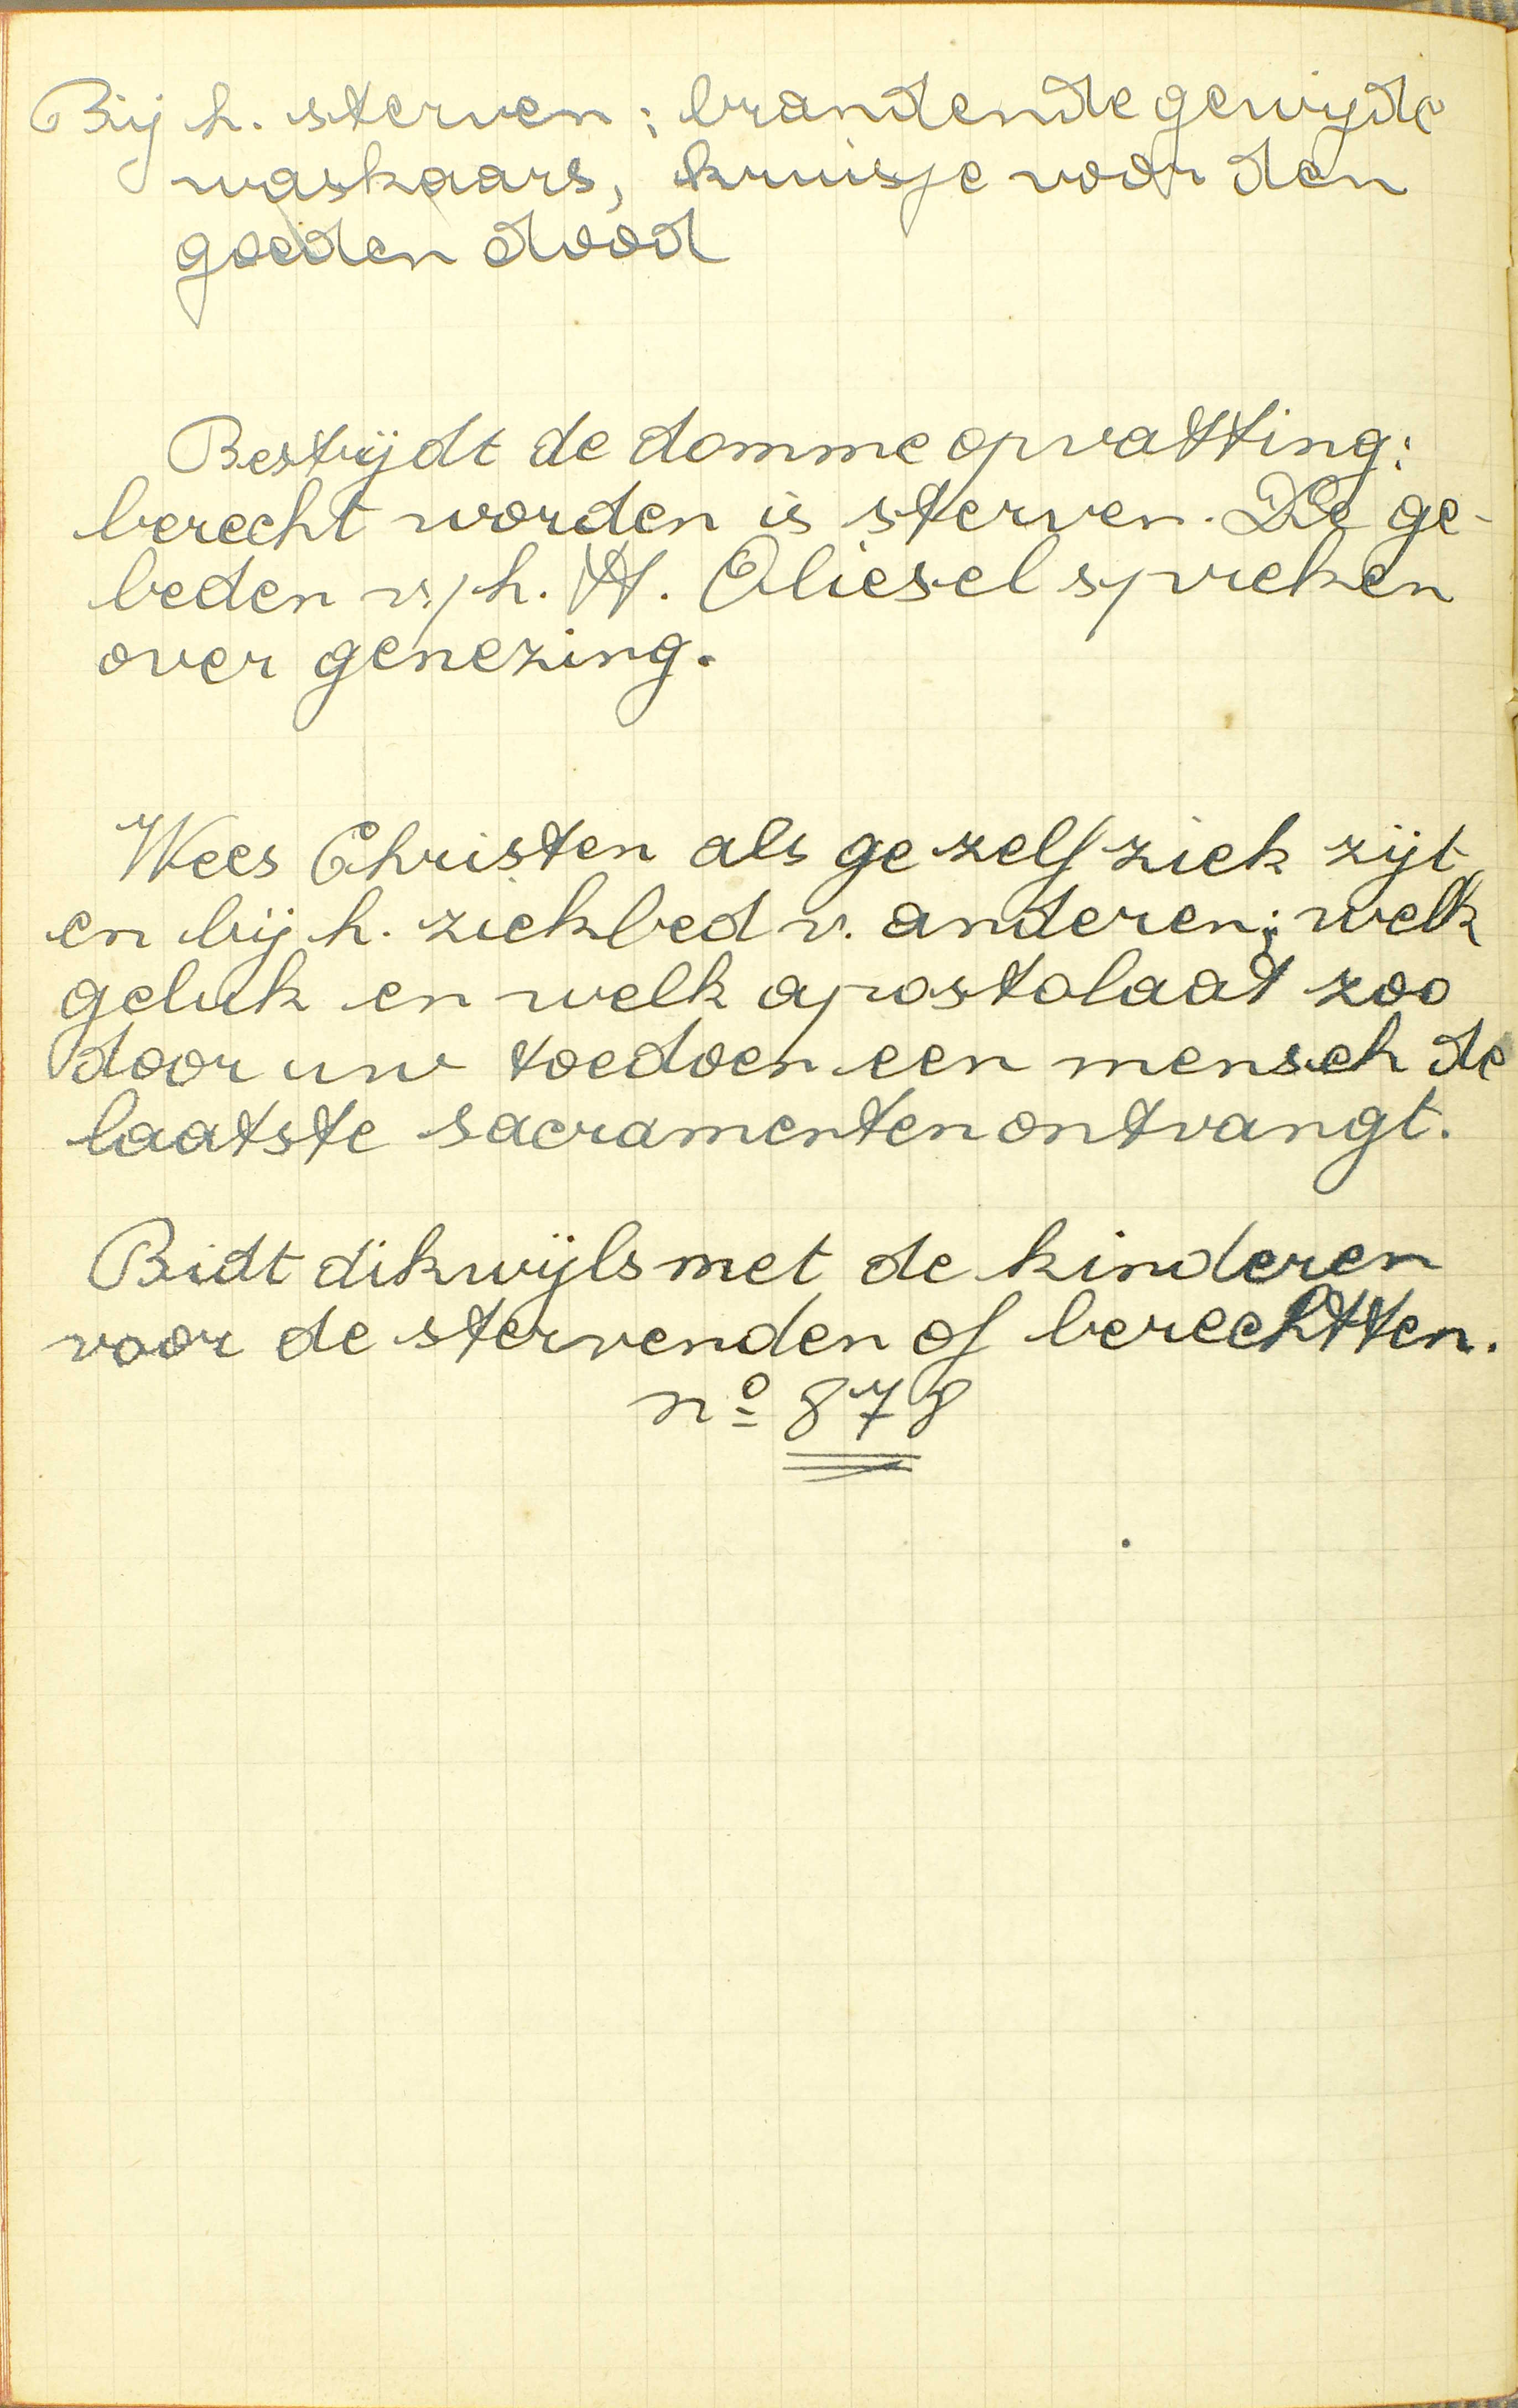 Bij h. sterven: brandende gewijde
waskaars, kruisje voor den
goeden dood
Bestrijdt de domme opvatting:
berecht worden is sterven. De ge-
beden v/h. H. Oliesel spreken
over genezing.
Wees Christen als ge zelf ziek zijt
en bij h. ziekbed v. anderen; welk
geluk en welk apostolaat zoo
door uw toedoen een mensch de
laatste sacramenten ontvangt.
Bidt dikwijls met de kinderen
voor de stervenden of berechtten.
nº 878